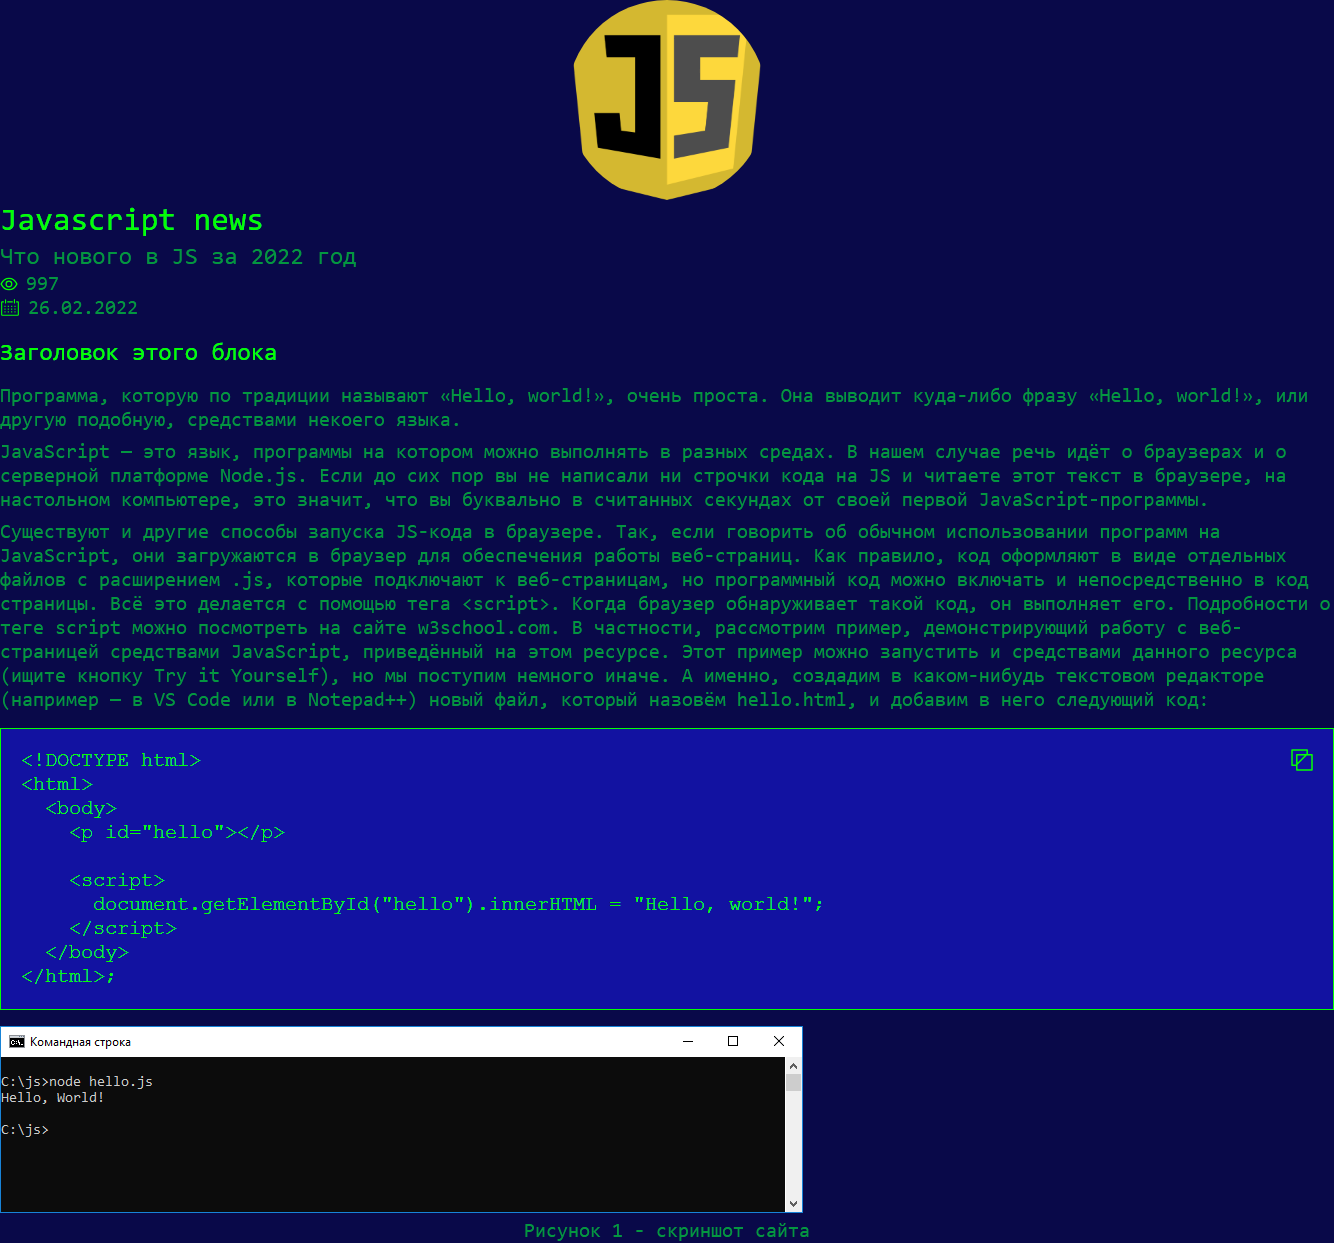 JS
Javascript news
Что нового в JS за 2022 год
997
26.02.2022
Заголовок этого блока
Программа, которую по традиции называют «Hello, world!», очень проста. Она выводит куда-либо фразу «Hello, world!», или
другую подобную, средствами некоего языка.
JavaScript — это язык, программы на котором можно выполнять в разных средах. В нашем случае речь идёт о браузерах и о
серверной платформе Node.js. Если до сих пор вы не написали ни строчки кода на JS и читаете этот текст в браузере, на
настольном компьютере, это значит, что вы буквально в считанных секундах от своей первой JavaScript-программы.
Существуют и другие способы запуска JS-кода в браузере. Так, если говорить об обычном использовании программ на
JavaScript, они загружаются в браузер для обеспечения работы веб-страниц. Как правило, код оформляют в виде отдельных
файлов с расширением .js, которые подключают к веб-страницам, но программный код можно включать и непосредственно в код
страницы. Всё это делается с помощью тега <script>. Когда браузер обнаруживает такой код, он выполняет его. Подробности о
теге script можно посмотреть на сайте w3school.com. В частности, рассмотрим пример, демонстрирующий работу с веб-
страницей средствами JavaScript, приведённый на этом ресурсе. Этот пример можно запустить и средствами данного ресурса
(ищите кнопку Try it Yourself), но мы поступим немного иначе. А именно, создадим в каком-нибудь текстовом редакторе
(например — в VS Code или в Notepad++) новый файл, который назовём hello.html, и добавим в него следующий код:
<!DOCTYPE html>
<html>
  <body>
    <p id="hello"></p>
    <script>
      document.getElementById("hello").innerHTML = "Hello, world!";
    </script>
  </body>
</html>;
Командная строка
C:\js>node hello.js
Hello, World!
C:\js>
Рисунок 1 - скриншот сайта